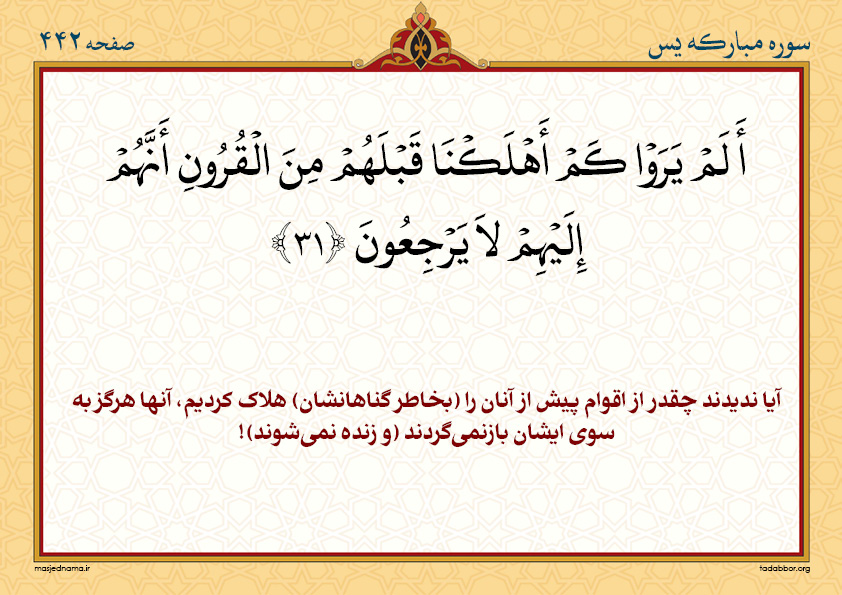 سوره مبارکه یس
صفحه ۴۴۲
أَ لَمْ يَرَوْا كَمْ أَهْلَكْنَا قَبْلَهُمْ مِنَ الْقُرُونِ أَنَّهُمْ
إِلَيْهِمْ لاَ يَرْجِعُونَ ﴿۳۱﴾
آیا ندیدند چقدر از اقوام پیش از آنان را (بخاطر گناهانشان) هلاک کردیم، آنها هرگز به
سوی ایشان بازنمی‌گردند (و زنده نمی‌شوند)!
masjednama.ir
tadabbor.org